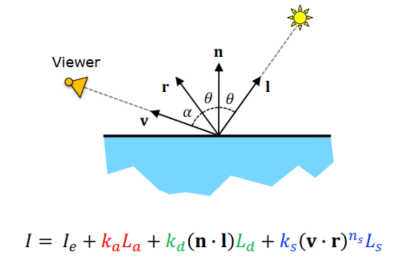 n
Viewer
r
θ θ
l
α
v
I = Iₑ + kₐLₐ + k_d(n · l)L_d + kₛ(v · r)^{nₛ}Lₛ